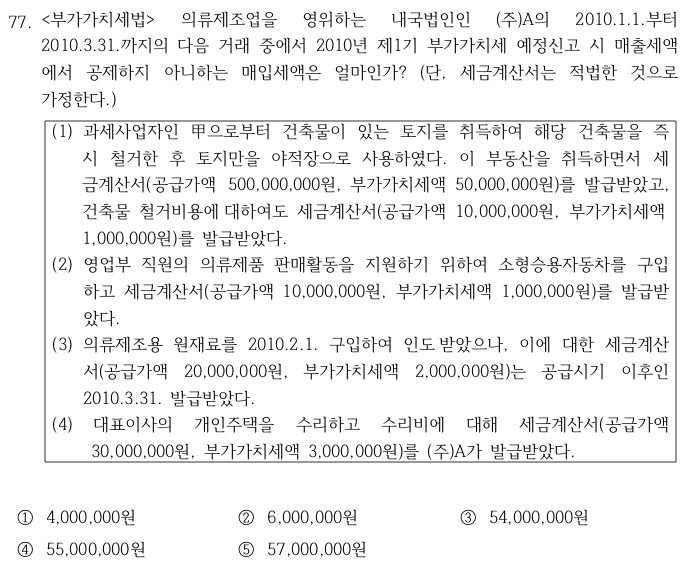 77. <부가가치세법> 의류제조업을 영위하는 내국법인인 (주)A의 2010.1.1.부터
2010.3.31.까지의 다음 거래 중에서 2010년 제1기 부가가치세 예정신고 시 매출세액
에서 공제하지 아니하는 매입세액은 얼마인가? (단, 세금계산서는 적법한 것으로
가정한다.)
(1) 과세사업자인 甲으로부터 건축물이 있는 토지를 취득하여 해당 건축물을 즉
시 철거한 후 토지만을 야적장으로 사용하였다. 이 부동산을 취득하면서 세
금계산서(공급가액 500,000,000원, 부가가치세액 50,000,000원)를 발급받았고,
건축물 철거비용에 대하여도 세금계산서(공급가액 10,000,000원, 부가가치세액
1,000,000원)를 발급받았다.
(2) 영업부 직원의 의류제품 판매활동을 지원하기 위하여 소형승용자동차를 구입
하고 세금계산서(공급가액 10,000,000원, 부가가치세액 1,000,000원)를 발급받
았다.
(3) 의류제조용 원재료를 2010.2.1. 구입하여 인도받았으나, 이에 대한 세금계산
서(공급가액 20,000,000원, 부가가치세액 2,000,000원)는 공급시기 이후인
2010.3.31. 발급받았다.
(4) 대표이사의 개인주택을 수리하고 수리비에 대해 세금계산서(공급가액
30,000,000원, 부가가치세액 3,000,000원)를 (주)A가 발급받았다.
① 4,000,000원 ② 6,000,000원 ③ 54,000,000원
④ 55,000,000원 ⑤ 57,000,000원